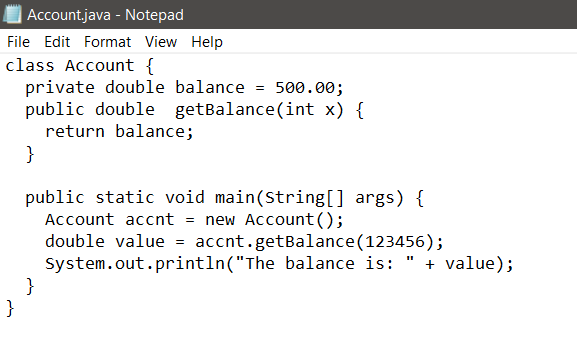 Account.java - Notepad
File Edit Format View Help
class Account {
  private double balance = 500.00;
  public double  getBalance(int x) {
    return balance;
  }

  public static void main(String[] args) {
    Account accnt = new Account();
    double value = accnt.getBalance(123456);
    System.out.println("The balance is: " + value);
  }
}